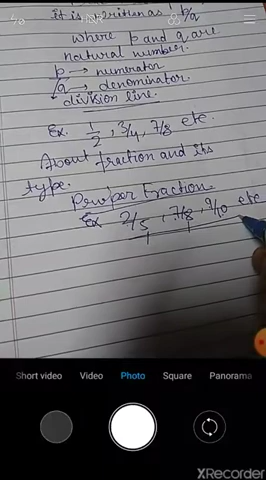 it is written as p/q
where p and q are
natural number.
p → numerator
q → denominator
division line.
Ex. 1/2, 3/4, 7/8 etc.
About fraction and its
type.
Proper fraction.
Ex 2/5, 7/8, 9/10 etc
Short video Video Photo Square Panorama
XRecorder